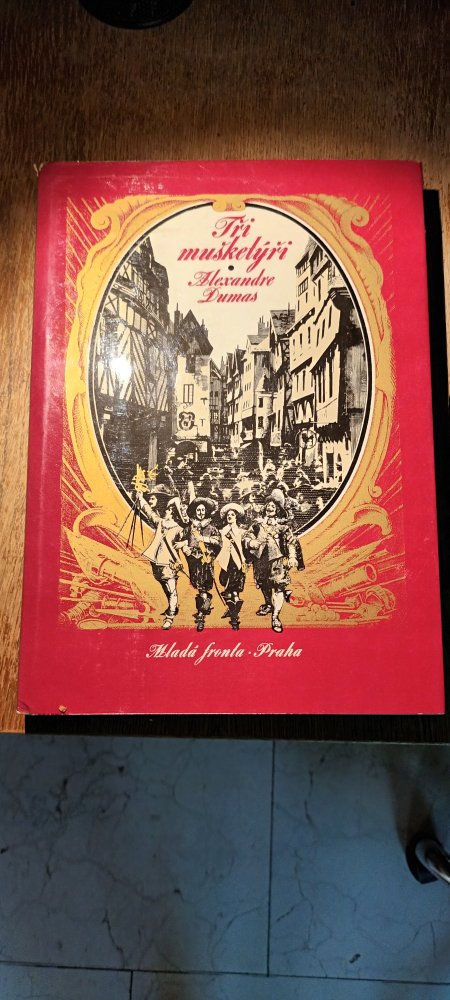 Tři
mušketýři
Alexandre
Dumas
Mladá fronta · Praha